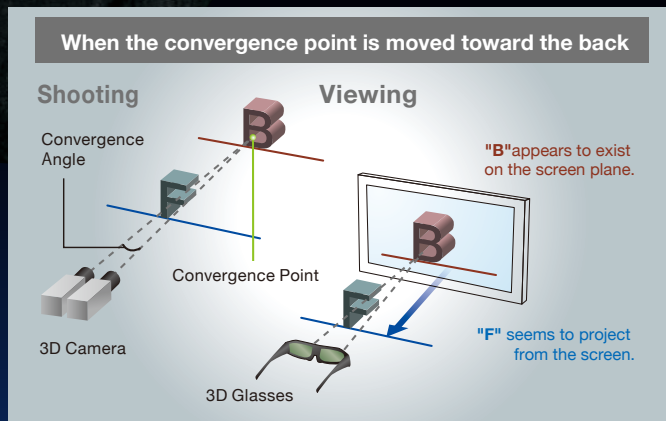 When the convergence point is moved toward the back
Shooting
Viewing
Convergence
Angle
B
F
Convergence Point
3D Camera
"B"appears to exist
on the screen plane.
B
F
"F" seems to project
from the screen.
3D Glasses